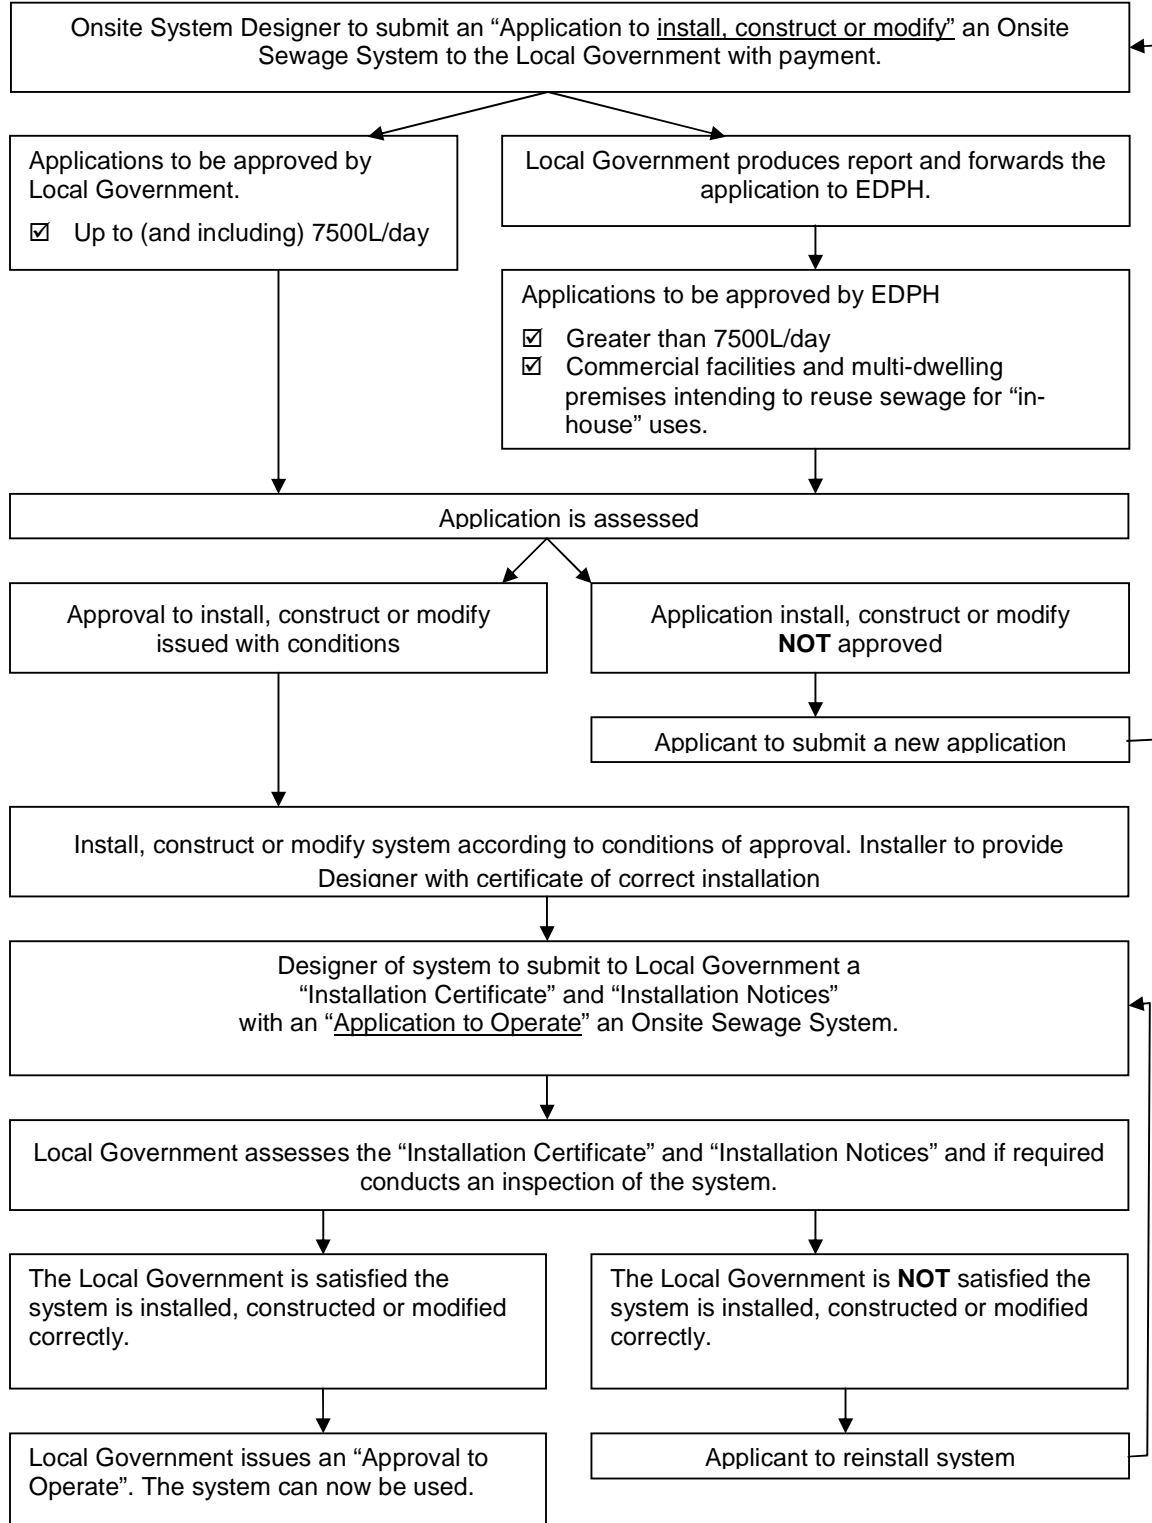 Onsite System Designer to submit an “Application to install, construct or modify” an Onsite
Sewage System to the Local Government with payment.
Applications to be approved by
Local Government.
☑ Up to (and including) 7500L/day
Local Government produces report and forwards the
application to EDPH.
Applications to be approved by EDPH
☑ Greater than 7500L/day
☑ Commercial facilities and multi-dwelling
premises intending to reuse sewage for “in-
house” uses.
Application is assessed
Approval to install, construct or modify
issued with conditions
Application install, construct or modify
NOT approved
Applicant to submit a new application
Install, construct or modify system according to conditions of approval. Installer to provide
Designer with certificate of correct installation
Designer of system to submit to Local Government a
“Installation Certificate” and “Installation Notices”
with an “Application to Operate” an Onsite Sewage System.
Local Government assesses the “Installation Certificate” and “Installation Notices” and if required
conducts an inspection of the system.
The Local Government is satisfied the
system is installed, constructed or modified
correctly.
The Local Government is NOT satisfied the
system is installed, constructed or modified
correctly.
Local Government issues an “Approval to
Operate”. The system can now be used.
Applicant to reinstall system